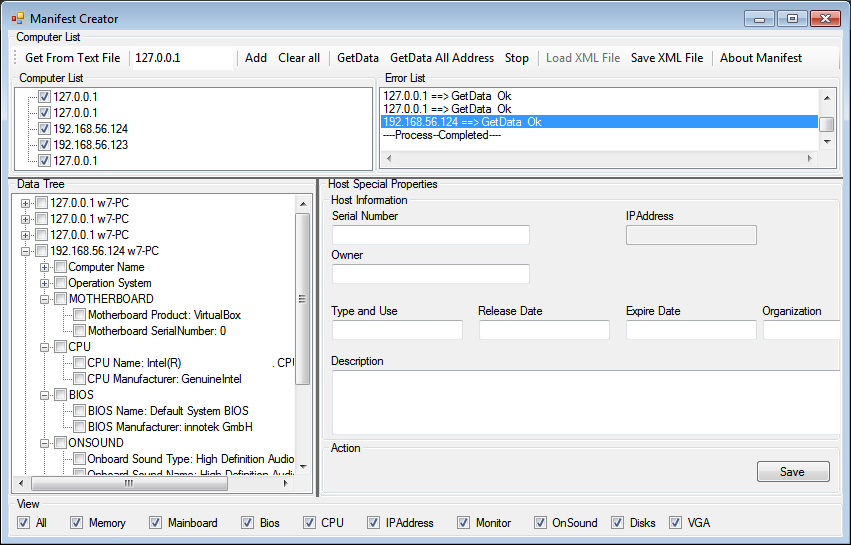 Manifest Creator
Computer List
Get From Text File 127.0.0.1 Add Clear all GetData GetData All Address Stop Load XML File Save XML File About Manifest
Computer List
127.0.0.1
127.0.0.1
192.168.56.124
192.168.56.123
127.0.0.1
Error List
127.0.0.1 ==> GetData Ok
127.0.0.1 ==> GetData Ok
192.168.56.124 ==> GetData Ok
----Process--Completed----
Data Tree
127.0.0.1 w7-PC
127.0.0.1 w7-PC
127.0.0.1 w7-PC
192.168.56.124 w7-PC
Computer Name
Operation System
MOTHERBOARD
Motherboard Product: VirtualBox
Motherboard SerialNumber: 0
CPU
CPU Name: Intel(R) . CPU
CPU Manufacturer: GenuineIntel
BIOS
BIOS Name: Default System BIOS
BIOS Manufacturer: innotek GmbH
ONSOUND
Onboard Sound Type: High Definition Audio
Onboard Sound Name: High Definition Audio
Host Special Properties
Host Information
Serial Number IPAddress
Owner
Type and Use Release Date Expire Date Organization
Description
Action
Save
View
All Memory Mainboard Bios CPU IPAddress Monitor OnSound Disks VGA